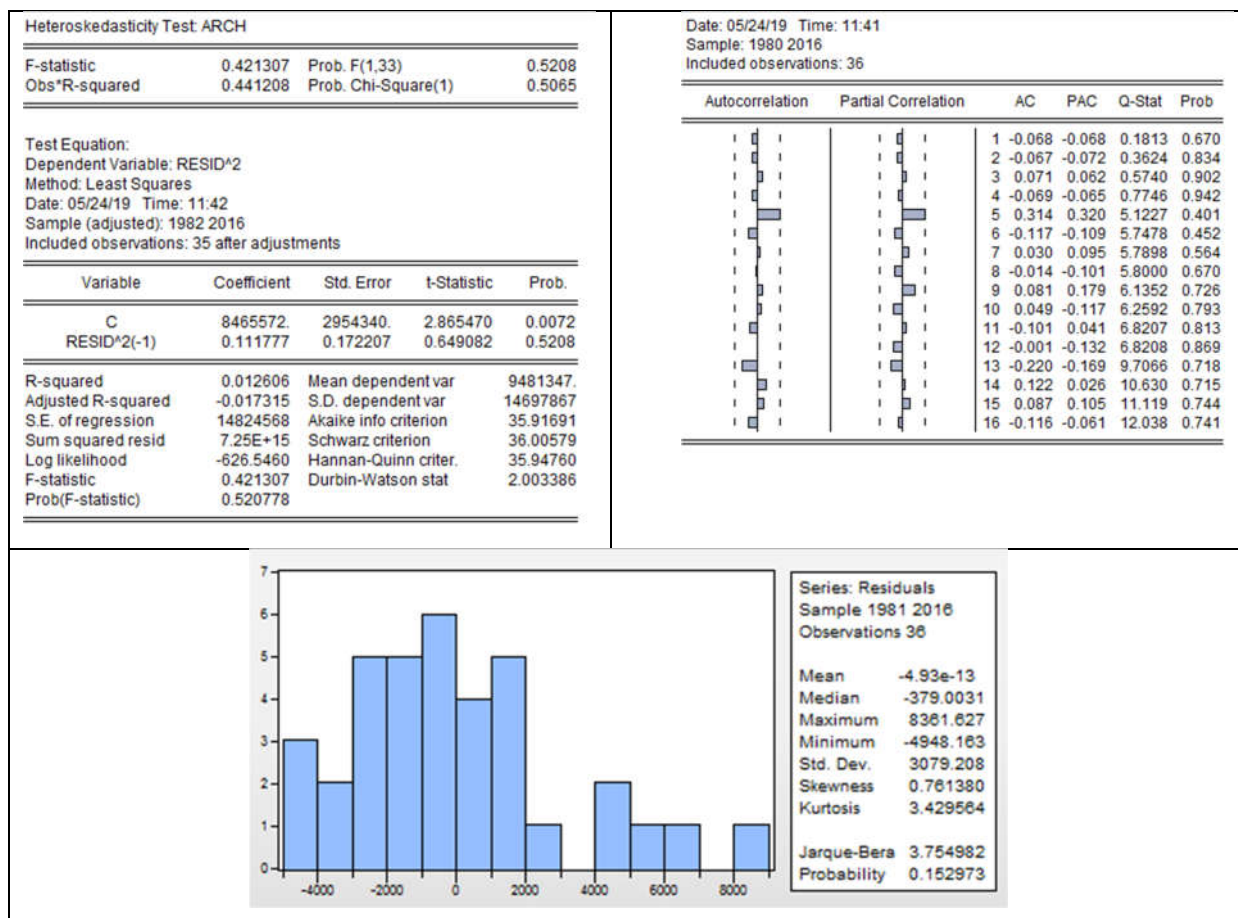 Heteroskedasticity Test: ARCH
F-statistic 0.421307 Prob. F(1,33) 0.5208
Obs*R-squared 0.441208 Prob. Chi-Square(1) 0.5065
Test Equation:
Dependent Variable: RESID^2
Method: Least Squares
Date: 05/24/19 Time: 11:42
Sample (adjusted): 1982 2016
Included observations: 35 after adjustments
Variable Coefficient Std. Error t-Statistic Prob.
C 8465572. 2954340. 2.865470 0.0072
RESID^2(-1) 0.111777 0.172207 0.649082 0.5208
R-squared 0.012606 Mean dependent var 9481347.
Adjusted R-squared -0.017315 S.D. dependent var 14697867
S.E. of regression 14824568 Akaike info criterion 35.91691
Sum squared resid 7.25E+15 Schwarz criterion 36.00579
Log likelihood -626.5460 Hannan-Quinn criter. 35.94760
F-statistic 0.421307 Durbin-Watson stat 2.003386
Prob(F-statistic) 0.520778
Date: 05/24/19 Time: 11:41
Sample: 1980 2016
Included observations: 36
Autocorrelation Partial Correlation AC PAC Q-Stat Prob
1 -0.068 -0.068 0.1813 0.670
2 -0.067 -0.072 0.3624 0.834
3 0.071 0.062 0.5740 0.902
4 -0.069 -0.065 0.7746 0.942
5 0.314 0.320 5.1227 0.401
6 -0.117 -0.109 5.7478 0.452
7 0.030 0.095 5.7898 0.564
8 -0.014 -0.101 5.8000 0.670
9 0.081 0.179 6.1352 0.726
10 0.049 -0.117 6.2592 0.793
11 -0.101 0.041 6.8207 0.813
12 -0.001 -0.132 6.8208 0.869
13 -0.220 -0.169 9.7066 0.718
14 0.122 0.026 10.630 0.715
15 0.087 0.105 11.119 0.744
16 -0.116 -0.061 12.038 0.741
7
6
5
4
3
2
1
0
-4000 -2000 0 2000 4000 6000 8000
Series: Residuals
Sample 1981 2016
Observations 36
Mean -4.93e-13
Median -379.0031
Maximum 8361.627
Minimum -4948.163
Std. Dev. 3079.208
Skewness 0.761380
Kurtosis 3.429564
Jarque-Bera 3.754982
Probability 0.152973